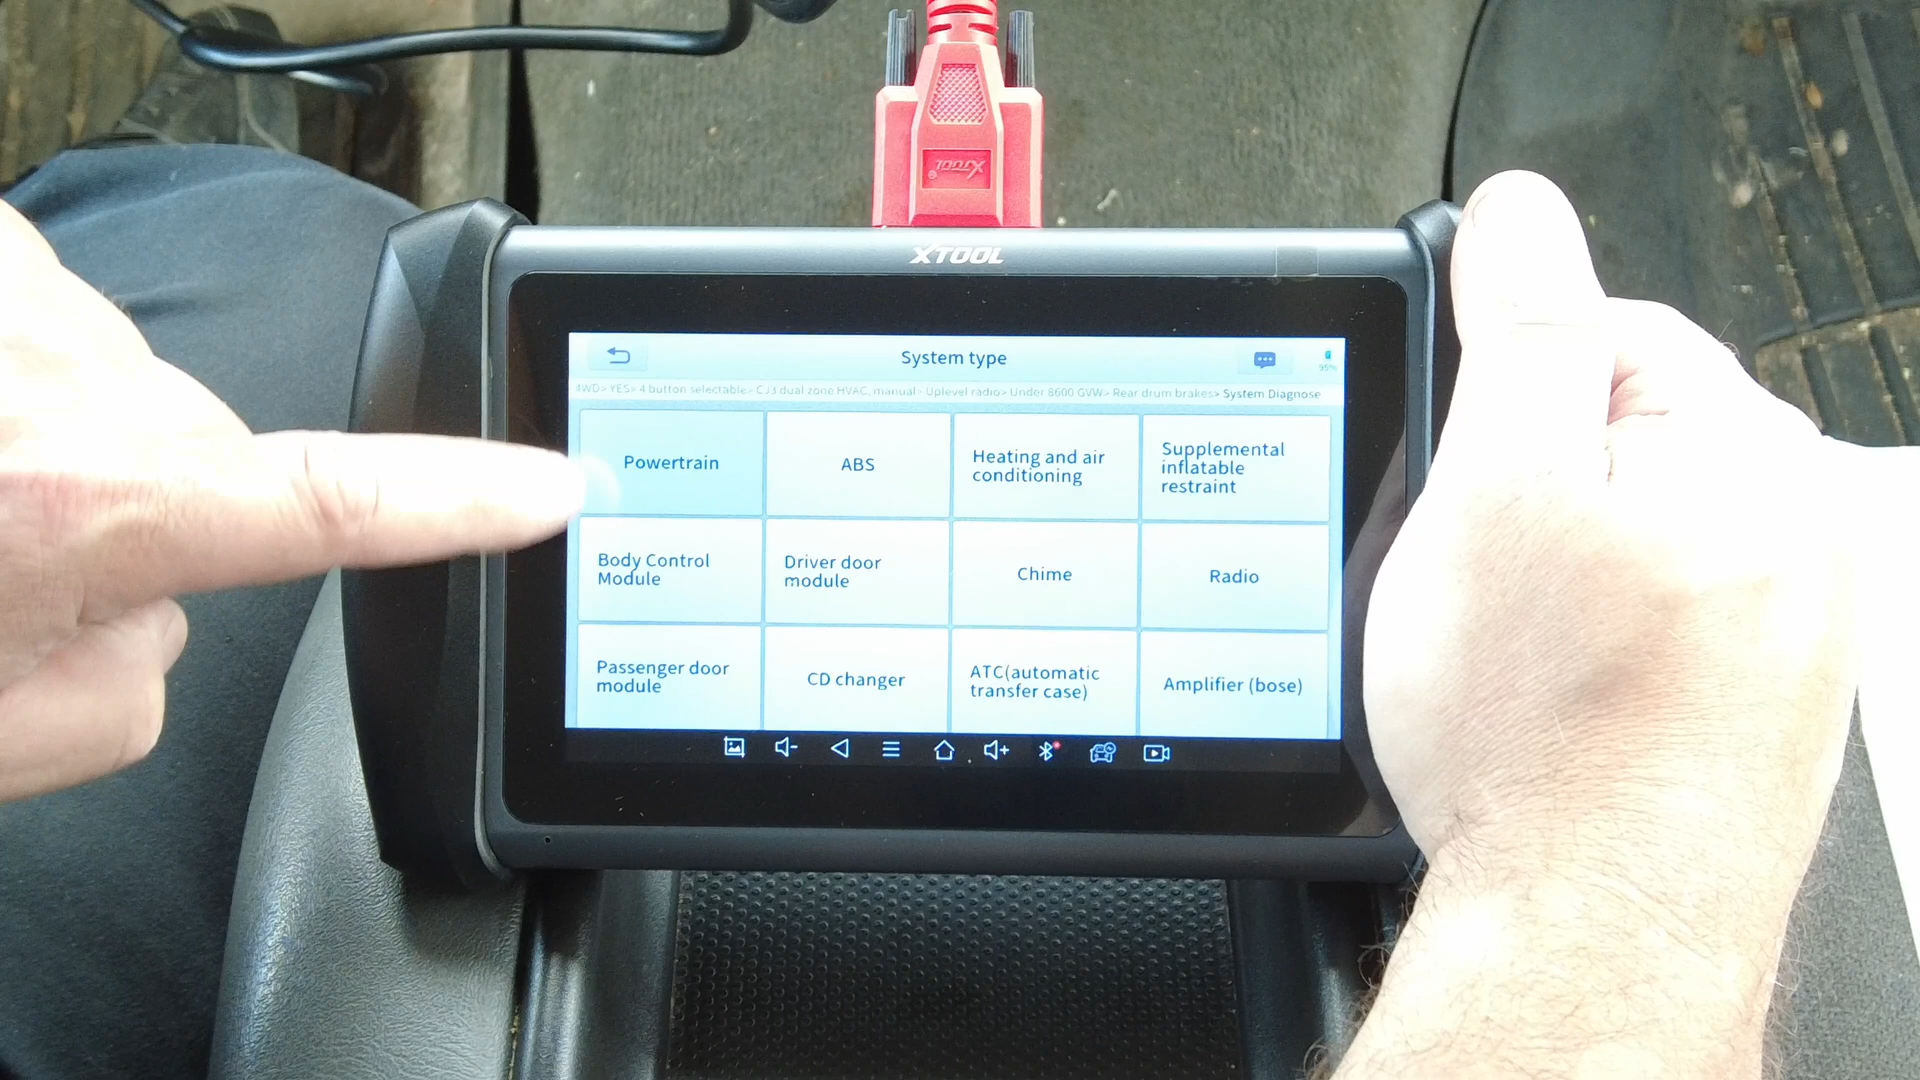 XTOOL®
XTOOL
System type
95%
4WD> YES> 4 button selectable> CJ3 dual zone HVAC, manual> Uplevel radio> Under 8600 GVW> Rear drum brakes> System Diagnose
Powertrain
ABS
Heating and air
conditioning
Supplemental
inflatable
restraint
Body Control
Module
Driver door
module
Chime
Radio
Passenger door
module
CD changer
ATC(automatic
transfer case)
Amplifier (bose)